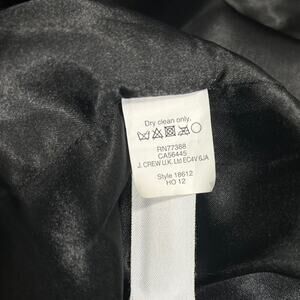 Dry clean only.
RN77388
CA56445
J. CREW U.K. Ltd EC4V 6JA
Style 18612
HO 12